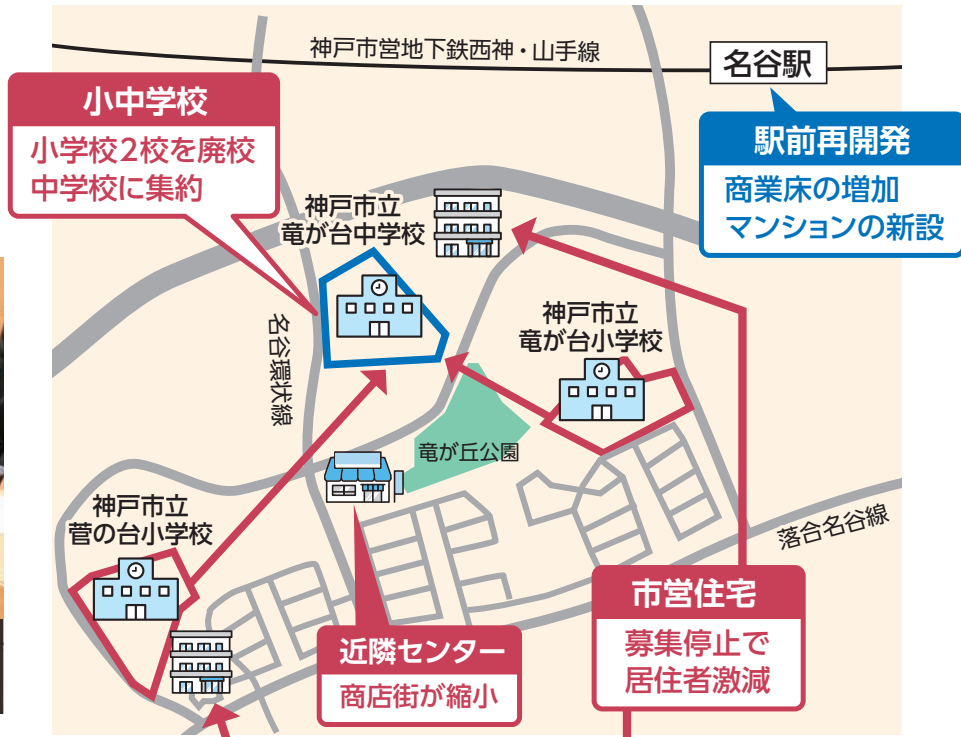 神戸市営地下鉄西神・山手線
名谷駅
小中学校
小学校2校を廃校
中学校に集約
駅前再開発
商業床の増加
マンションの新設
神戸市立
竜が台中学校
神戸市立
竜が台小学校
名谷環状線
竜が丘公園
神戸市立
菅の台小学校
落合名谷線
近隣センター
商店街が縮小
市営住宅
募集停止で
居住者激減